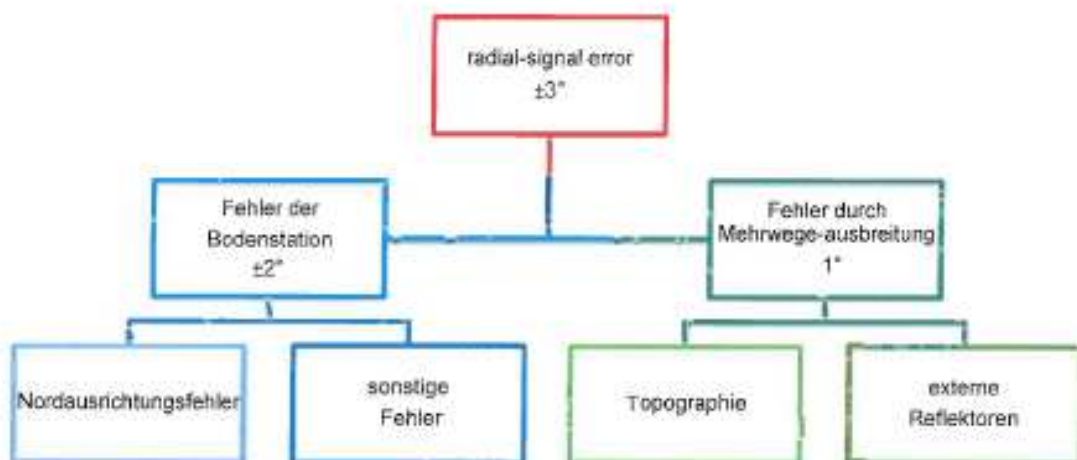 radial-signal error
±3°
Fehler der
Bodenstation
±2°
Fehler durch
Mehrwege-ausbreitung
1°
Nordausrichtungsfehler
sonstige
Fehler
Topographie
externe
Reflektoren